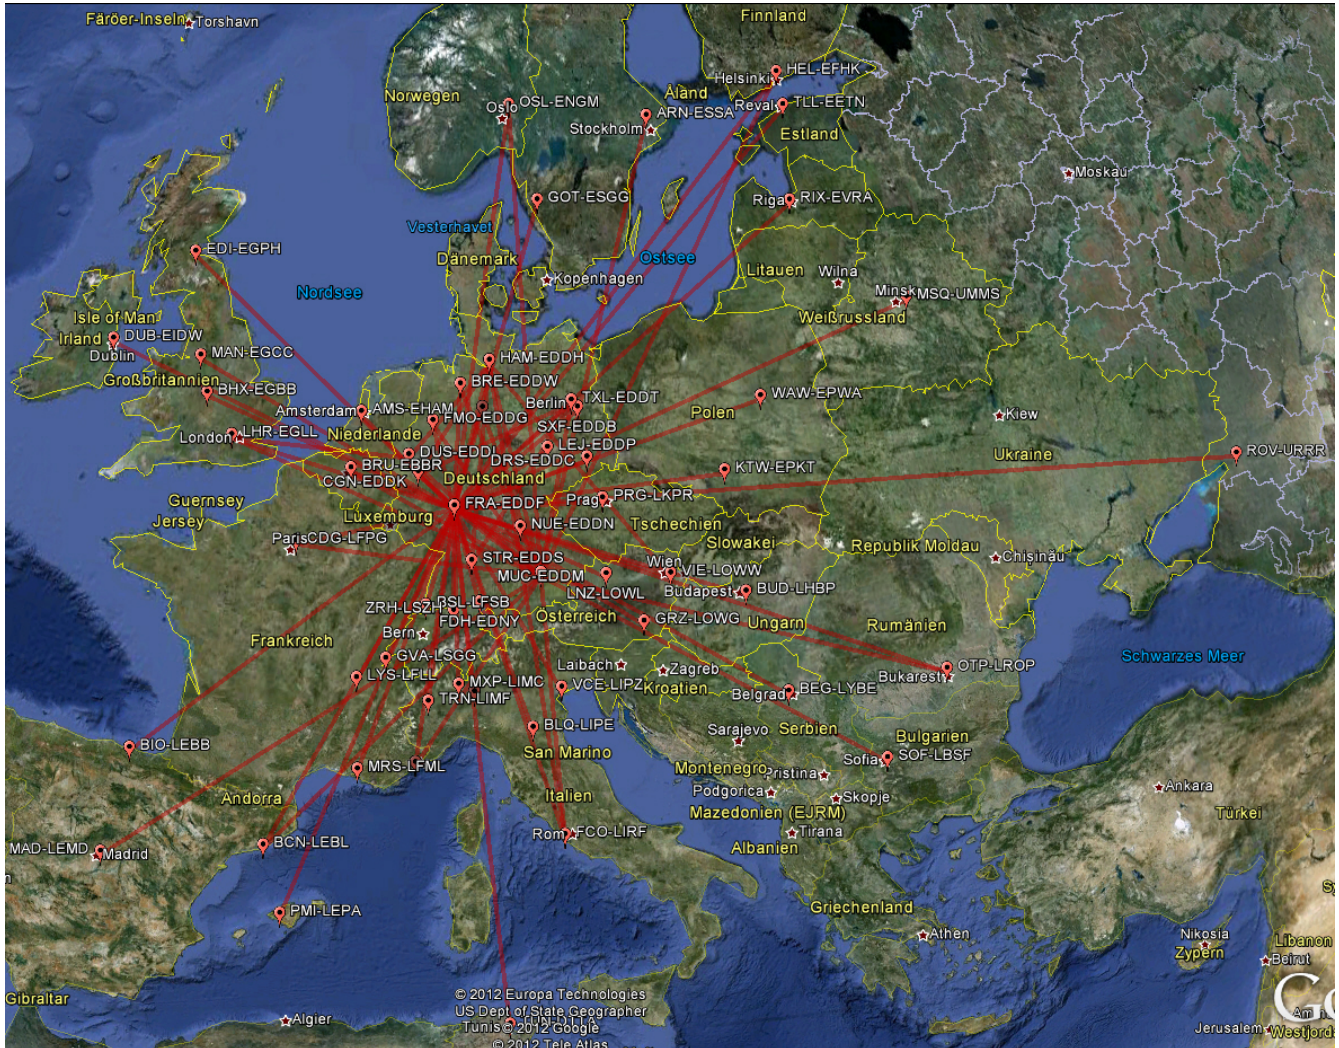 Färöer-Inseln
Torshavn
Finnland
HEL-EFHK
Helsinki
Norwegen
Åland
OSL-ENGM
Oslo
ARN-ESSA
Reval
TLL-EETN
Stockholm
Estland
Moskau
GOT-ESGG
Riga
RIX-EVRA
Vesterhavet
EDI-EGPH
Dänemark
Ostsee
Litauen
Wilna
Kopenhagen
Nordsee
Minsk
MSQ-UMMS
Isle of Man
Weißrussland
Irland
DUB-EIDW
Dublin
MAN-EGCC
HAM-EDDH
Großbritannien
BHX-EGBB
BRE-EDDW
Berlin
TXL-EDDT
WAW-EPWA
Amsterdam
AMS-EHAM
FMO-EDDG
Polen
Kiew
SXF-EDDB
London
LHR-EGLL
Niederlande
LEJ-EDDP
DUS-EDDL
DRS-EDDC
Ukraine
ROV-URRR
BRU-EBBR
CGN-EDDK
Deutschland
KTW-EPKT
Guernsey
FRA-EDDF
Prag
PRG-LKPR
Jersey
Luxemburg
NUE-EDDN
Tschechien
Paris
CDG-LFPG
Slowakei
Republik Moldau
Chișinău
STR-EDDS
Wien
VIE-LOWW
MUC-EDDM
LNZ-LOWL
Budapest
BUD-LHBP
ZRH-LSZH
BSL-LFSB
FDH-EDNY
Österreich
GRZ-LOWG
Ungarn
Rumänien
Bern
Frankreich
GVA-LSGG
Laibach
Zagreb
OTP-LROP
Schwarzes Meer
LYS-LFLL
MXP-LIMC
VCE-LIPZ
Kroatien
Bukarest
TRN-LIMF
Belgrad
BEG-LYBE
BLQ-LIPE
Sarajevo
Serbien
Bulgarien
BIO-LEBB
San Marino
SOF-LBSF
Sofia
MRS-LFML
Montenegro
Pristina
Ankara
Andorra
Italien
Podgorica
Skopje
Mazedonien (EJRM)
Türkei
Rom
FCO-LIRF
Tirana
MAD-LEMD
Madrid
BCN-LEBL
Albanien
PMI-LEPA
Griechenland
Athen
Nikosia
Zypern
Libanon
Beirut
Gibraltar
© 2012 Europa Technologies
US Dept of State Geographer
Algier
Tunis
© 2012 Google
© 2012 Tele Atlas
Jerusalem